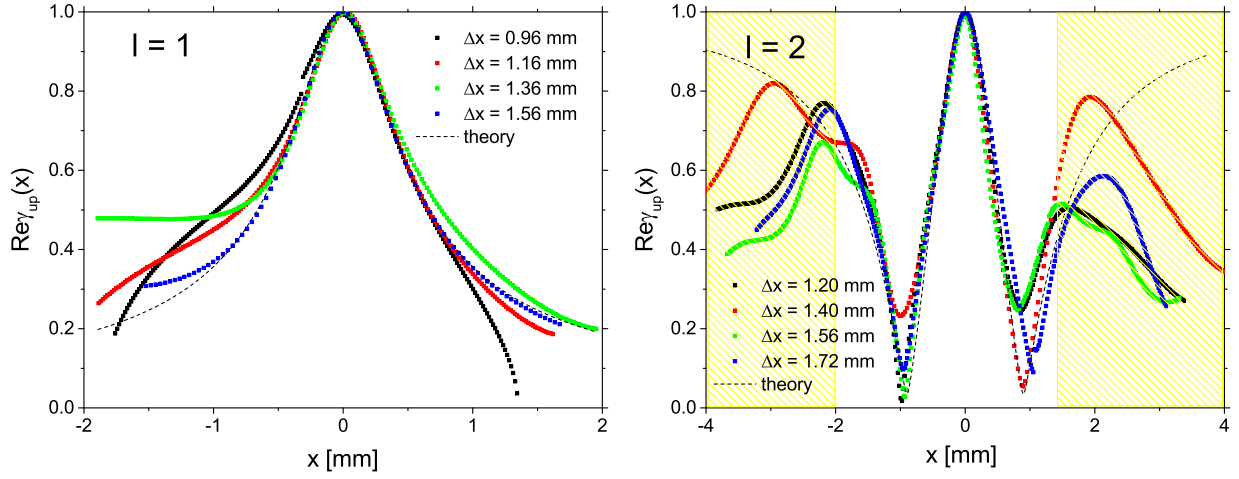 l = 1
Δx = 0.96 mm
Δx = 1.16 mm
Δx = 1.36 mm
Δx = 1.56 mm
theory
1.0
0.8
0.6
0.4
0.2
0.0
Reγup(x)
-2
-1
0
1
2
x [mm]
l = 2
1.0
0.8
0.6
0.4
0.2
0.0
Reγup(x)
Δx = 1.20 mm
Δx = 1.40 mm
Δx = 1.56 mm
Δx = 1.72 mm
theory
-4
-2
0
2
4
x [mm]